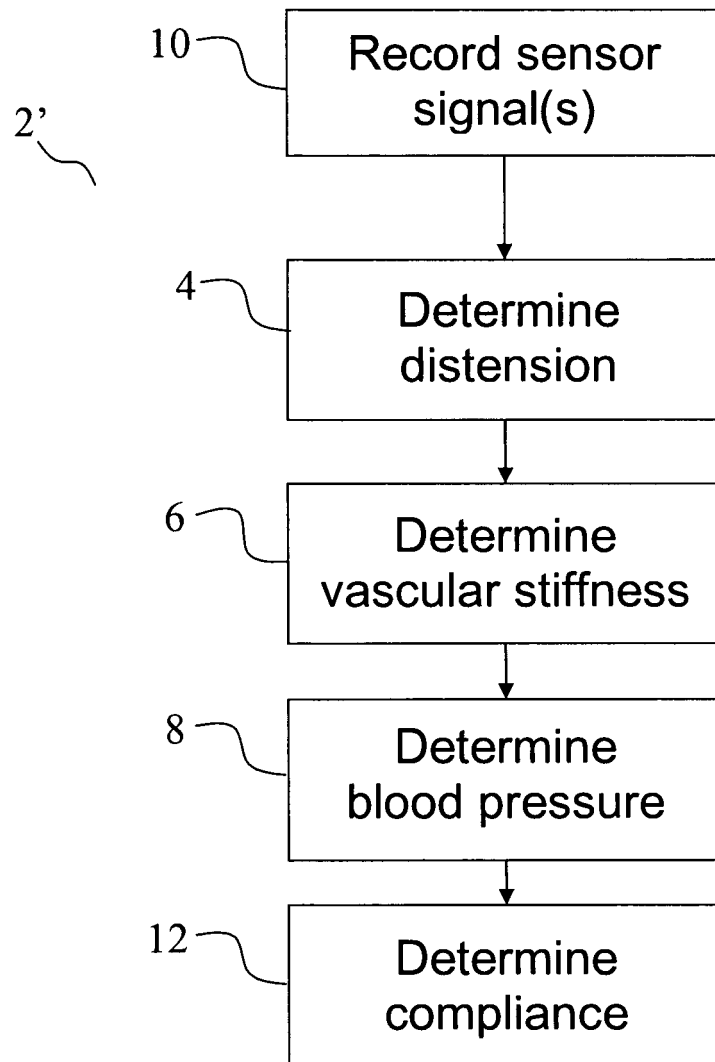 10
Record sensor
signal(s)
2’
4
Determine
distension
6
Determine
vascular stiffness
8
Determine
blood pressure
12
Determine
compliance